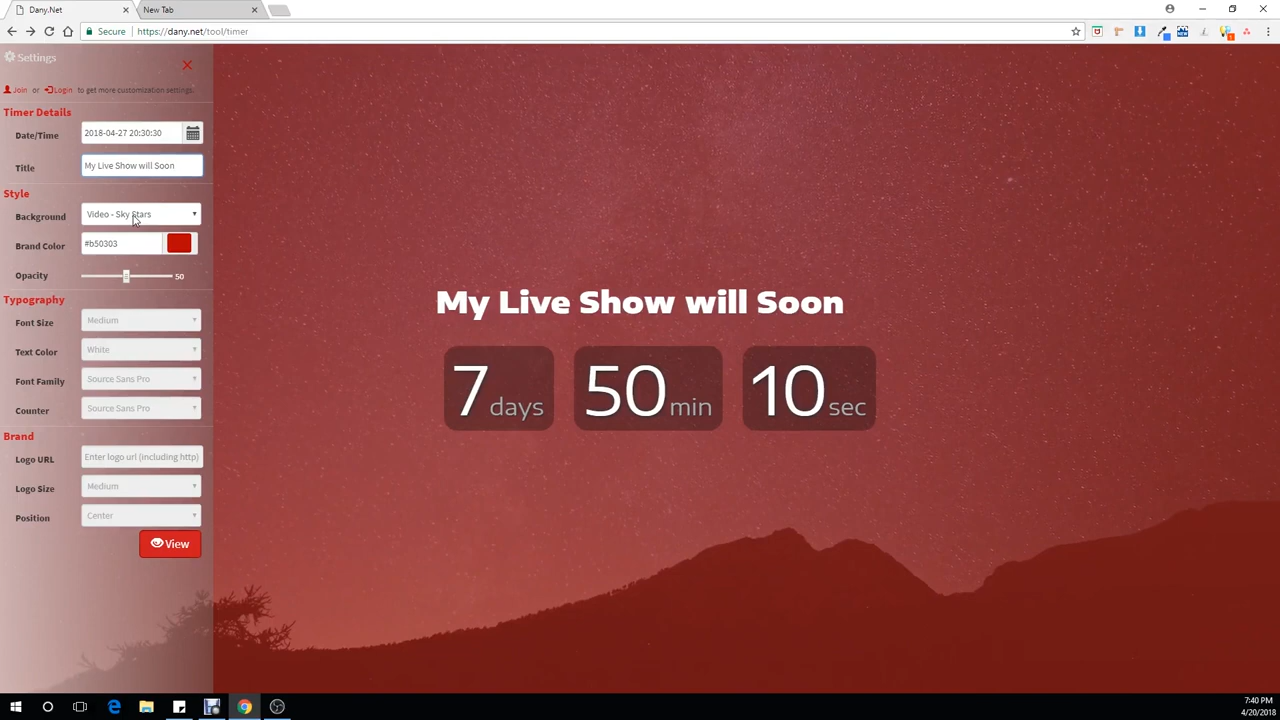 Dany.Net
New Tab
Secure
https://dany.net/tool/timer
Settings
Join or Login to get more customization settings.
Timer Details
Date/Time 2018-04-27 20:30:30
Title My Live Show will Soon
Style
Background Video - Sky Stars
Brand Color #b50303
Opacity 50
Typography
Font Size Medium
Text Color White
Font Family Source Sans Pro
Counter Source Sans Pro
Brand
Logo URL Enter logo url (including http)
Logo Size Medium
Position Center
View
My Live Show will Soon
7 days 50 min 10 sec
7:40 PM
4/20/2018